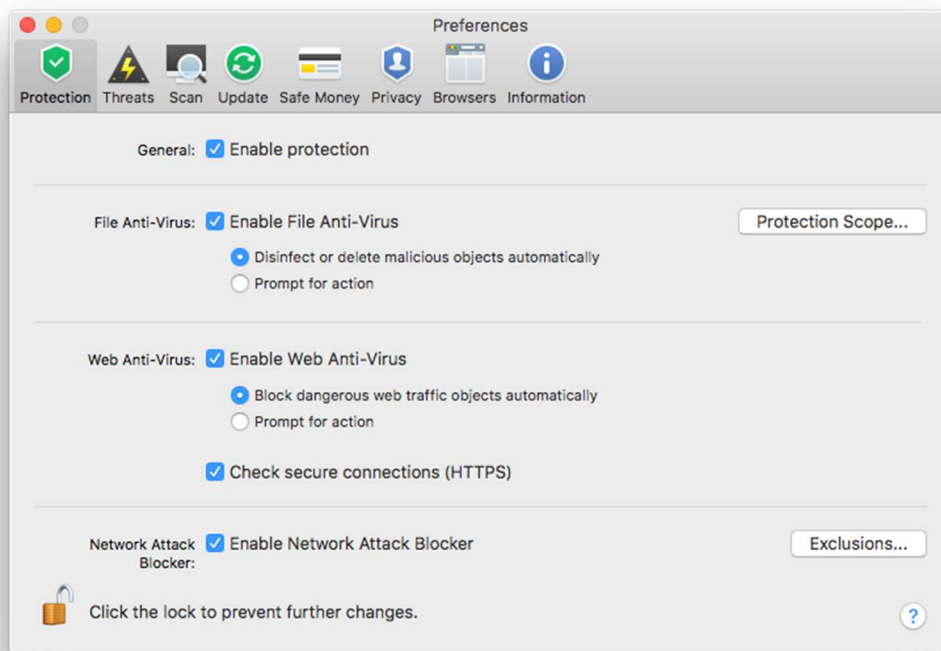 Preferences
Protection Threats Scan Update Safe Money Privacy Browsers Information
General: Enable protection
File Anti-Virus: Enable File Anti-Virus Protection Scope...
Disinfect or delete malicious objects automatically
Prompt for action
Web Anti-Virus: Enable Web Anti-Virus
Block dangerous web traffic objects automatically
Prompt for action
Check secure connections (HTTPS)
Network Attack Enable Network Attack Blocker Exclusions...
Blocker:
Click the lock to prevent further changes. ?